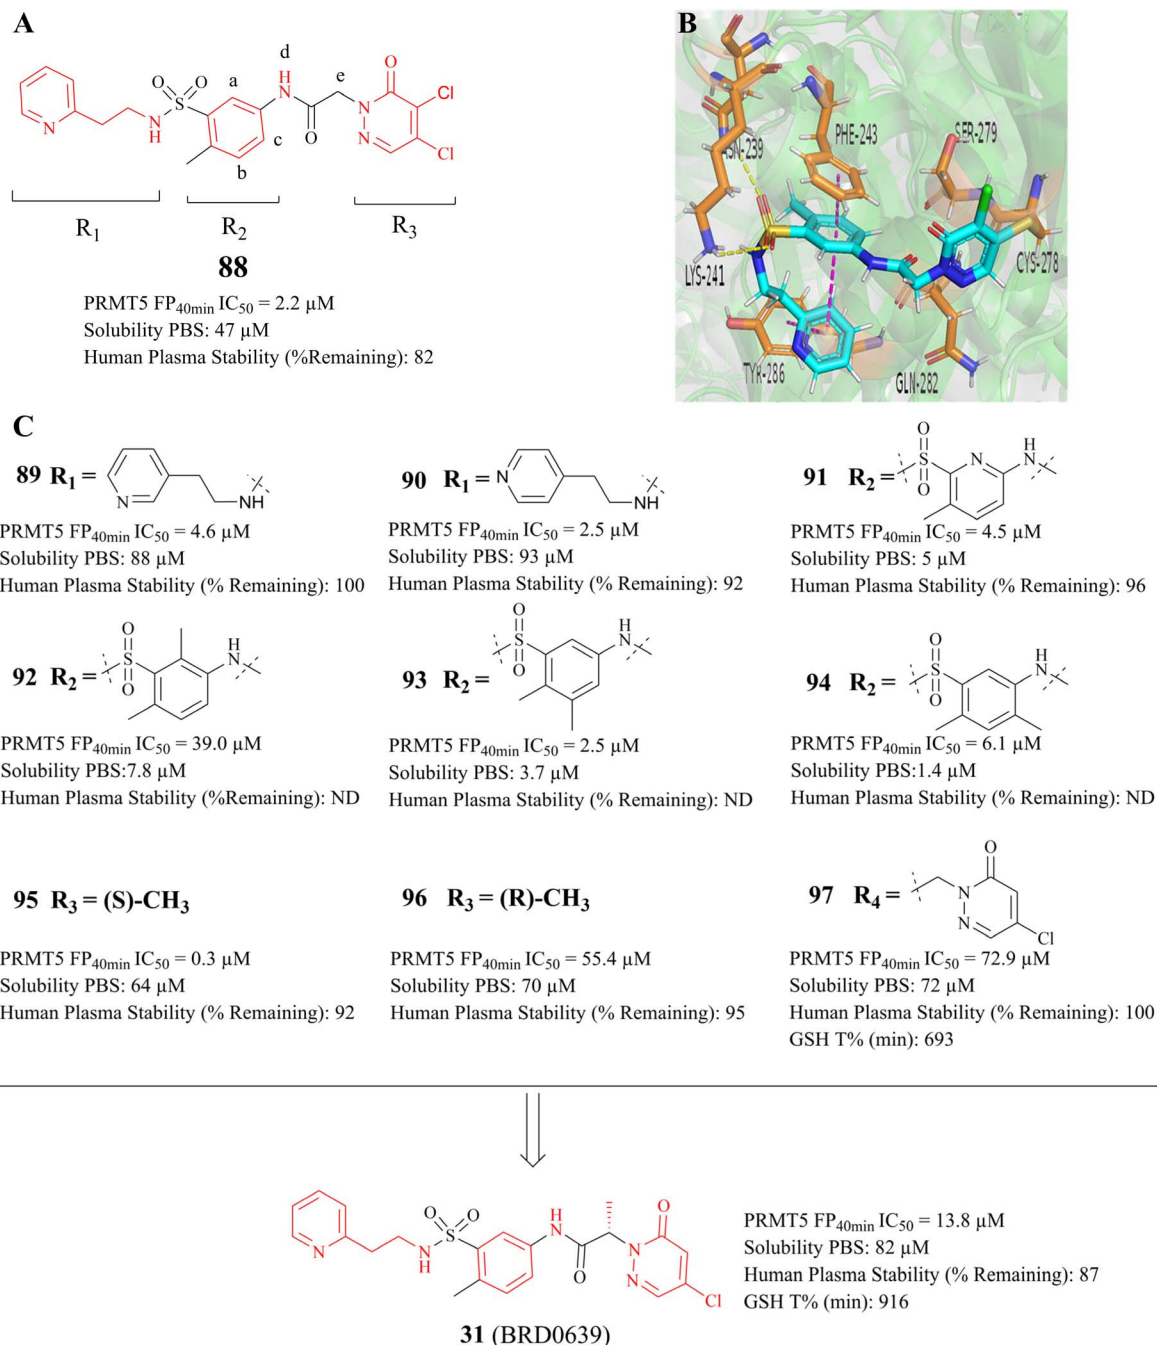 A
H
N
d
O
O
S
a
e
O
N
Cl
N
N
H
O
N
c
Cl
b
R1
R2
R3
88
PRMT5 FP40min IC50 = 2.2 µM
Solubility PBS: 47 µM
Human Plasma Stability (%Remaining): 82
B
ASN-239
PHE-243
SER-279
LYS-241
CYS-278
TYR-286
GLN-282
C
89 R1 =
N
NH
PRMT5 FP40min IC50 = 4.6 µM
Solubility PBS: 88 µM
Human Plasma Stability (% Remaining): 100
90 R1 =
N
NH
PRMT5 FP40min IC50 = 2.5 µM
Solubility PBS: 93 µM
Human Plasma Stability (% Remaining): 92
91 R2 =
O
S
O
N
H
N
PRMT5 FP40min IC50 = 4.5 µM
Solubility PBS: 5 µM
Human Plasma Stability (% Remaining): 96
92 R2 =
O
S
O
H
N
PRMT5 FP40min IC50 = 39.0 µM
Solubility PBS:7.8 µM
Human Plasma Stability (%Remaining): ND
93 R2 =
O
S
O
H
N
PRMT5 FP40min IC50 = 2.5 µM
Solubility PBS: 3.7 µM
Human Plasma Stability (% Remaining): ND
94 R2 =
O
S
O
H
N
PRMT5 FP40min IC50 = 6.1 µM
Solubility PBS:1.4 µM
Human Plasma Stability (% Remaining): ND
95 R3 = (S)-CH3
PRMT5 FP40min IC50 = 0.3 µM
Solubility PBS: 64 µM
Human Plasma Stability (% Remaining): 92
96 R3 = (R)-CH3
PRMT5 FP40min IC50 = 55.4 µM
Solubility PBS: 70 µM
Human Plasma Stability (% Remaining): 95
97 R4 =
O
N
N
Cl
PRMT5 FP40min IC50 = 72.9 µM
Solubility PBS: 72 µM
Human Plasma Stability (% Remaining): 100
GSH T% (min): 693
N
N
H
O
O
S
H
N
O
O
N
N
Cl
31 (BRD0639)
PRMT5 FP40min IC50 = 13.8 µM
Solubility PBS: 82 µM
Human Plasma Stability (% Remaining): 87
GSH T% (min): 916